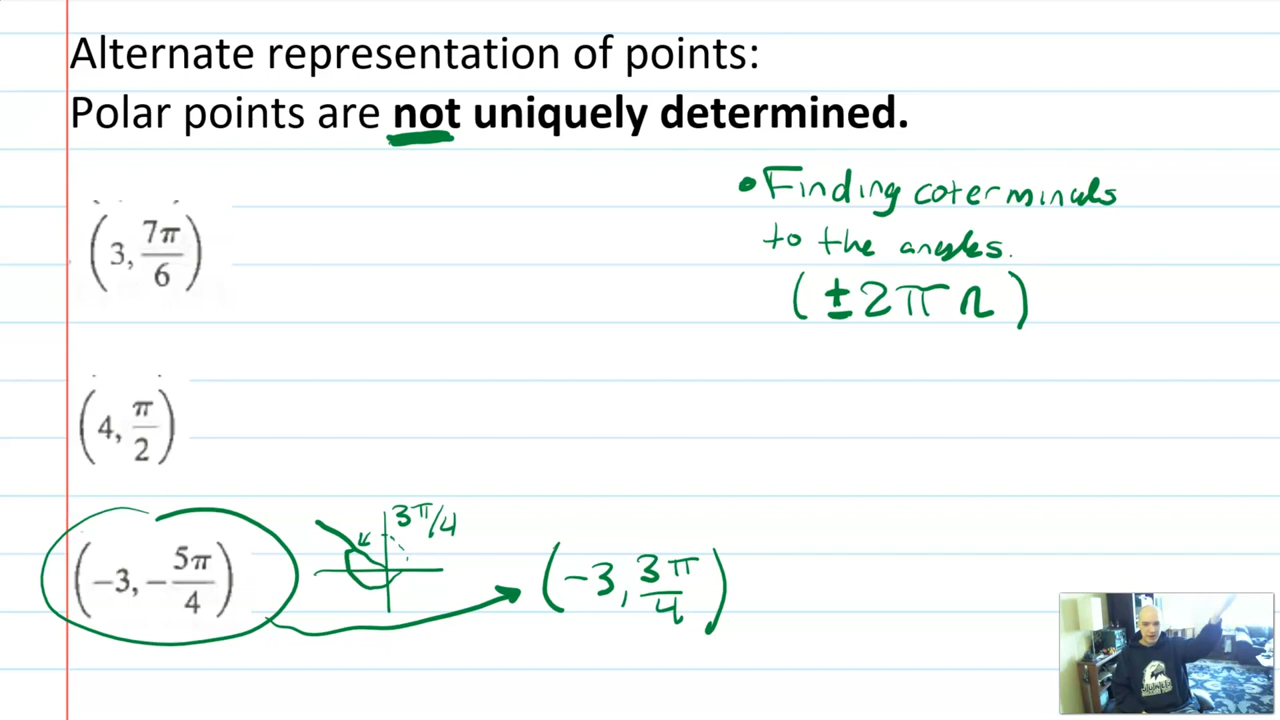 Alternate representation of points:
Polar points are not uniquely determined.
• Finding coterminals
to the angles.
(±2πn)
(3, 7π/6)
(4, π/2)
(-3, -5π/4)
3π/4
(-3, 3π/4)